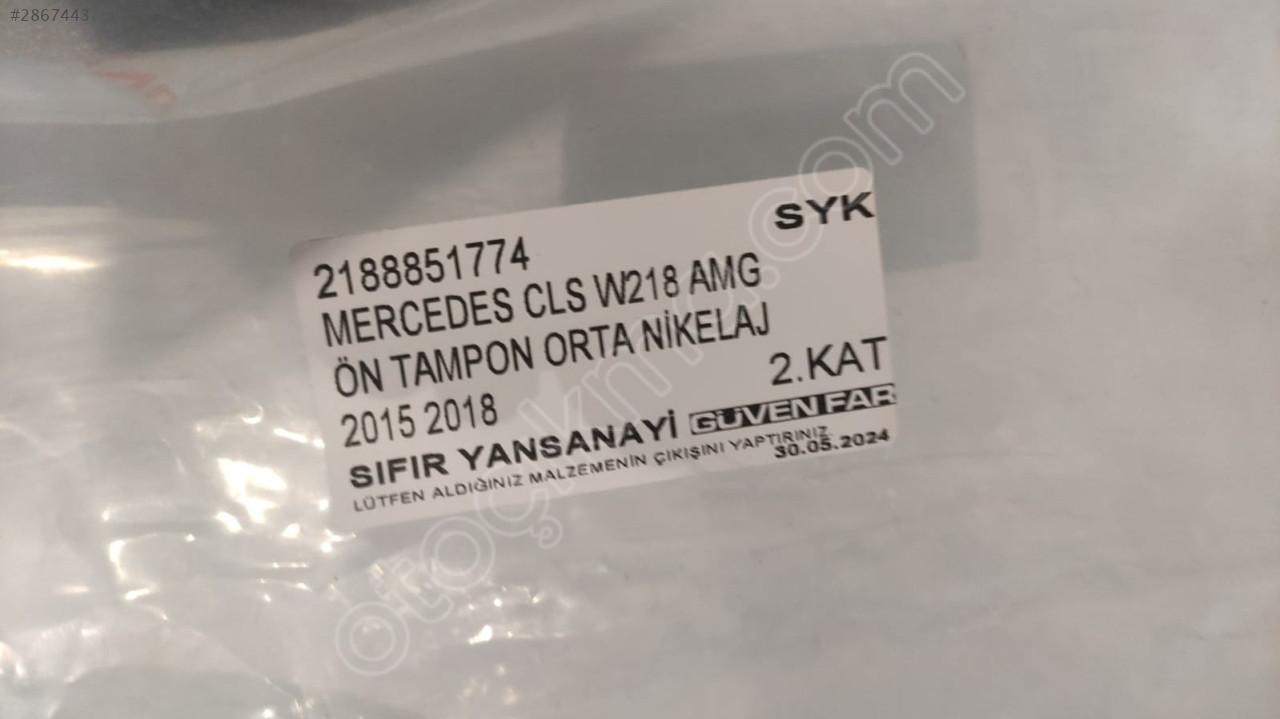 #2867443
SYK
2188851774
MERCEDES CLS W218 AMG
ÖN TAMPON ORTA NİKELAJ
2015 2018
2.KAT
SIFIR YANSANAYİ GÜVEN FAR
LÜTFEN ALDIĞINIZ MALZEMENİN ÇIKIŞINI YAPTIRINIZ.
30.05.2024
otoçıkma.com